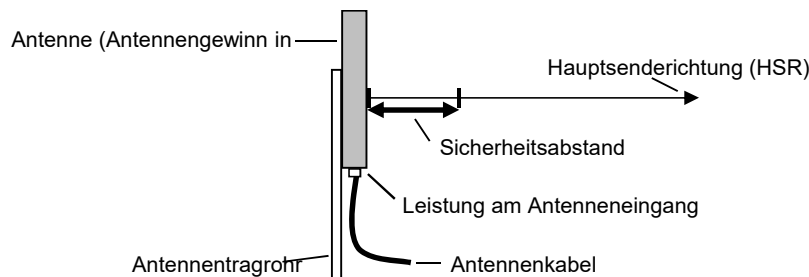 Antenne (Antennengewinn in
Hauptsenderichtung (HSR)
Sicherheitsabstand
Leistung am Antenneneingang
Antennentragrohr
Antennenkabel